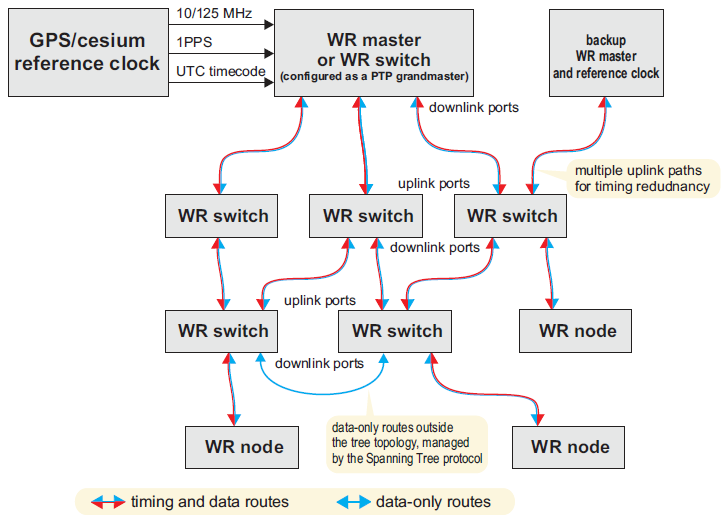 GPS/cesium
reference clock
10/125 MHz
1PPS
UTC timecode
WR master
or WR switch
(configured as a PTP grandmaster)
backup
WR master
and reference clock
downlink ports
multiple uplink paths
for timing redudnancy
uplink ports
WR switch
WR switch
WR switch
downlink ports
uplink ports
WR switch
WR switch
WR node
downlink ports
data-only routes outside
the tree topology, managed
by the Spanning Tree protocol
WR node
WR node
timing and data routes
data-only routes